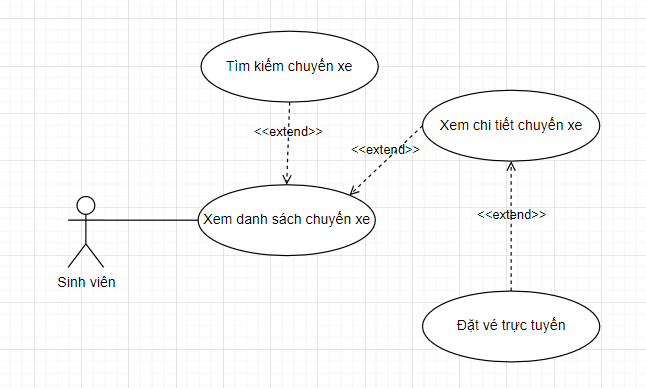 Tìm kiếm chuyến xe
<<extend>>
Xem chi tiết chuyến xe
<<extend>>
Xem danh sách chuyến xe
<<extend>>
Sinh viên
Đặt vé trực tuyến